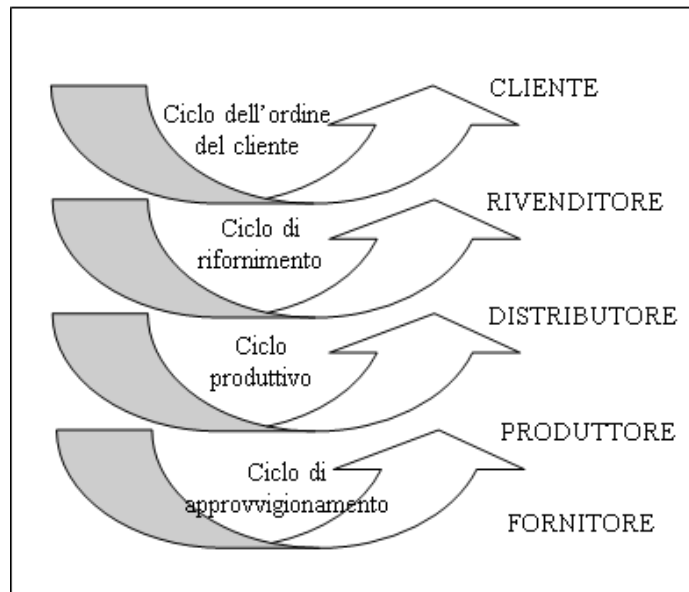 CLIENTE
Ciclo dell'ordine
del cliente
RIVENDITORE
Ciclo di
rifornimento
DISTRIBUTORE
Ciclo
produttivo
PRODUTTORE
Ciclo di
approvvigionamento
FORNITORE